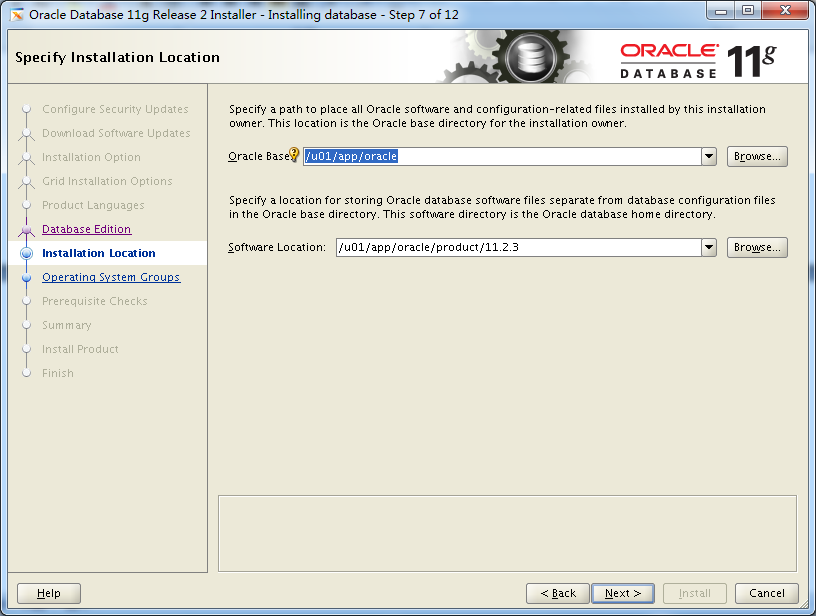 Oracle Database 11g Release 2 Installer - Installing database - Step 7 of 12
Specify Installation Location
ORACLE
DATABASE 11g
Configure Security Updates
Download Software Updates
Installation Option
Grid Installation Options
Product Languages
Database Edition
Installation Location
Operating System Groups
Prerequisite Checks
Summary
Install Product
Finish
Specify a path to place all Oracle software and configuration-related files installed by this installation
owner. This location is the Oracle base directory for the installation owner.
Oracle Base: /u01/app/oracle Browse...
Specify a location for storing Oracle database software files separate from database configuration files
in the Oracle base directory. This software directory is the Oracle database home directory.
Software Location: /u01/app/oracle/product/11.2.3 Browse...
Help < Back Next > Install Cancel